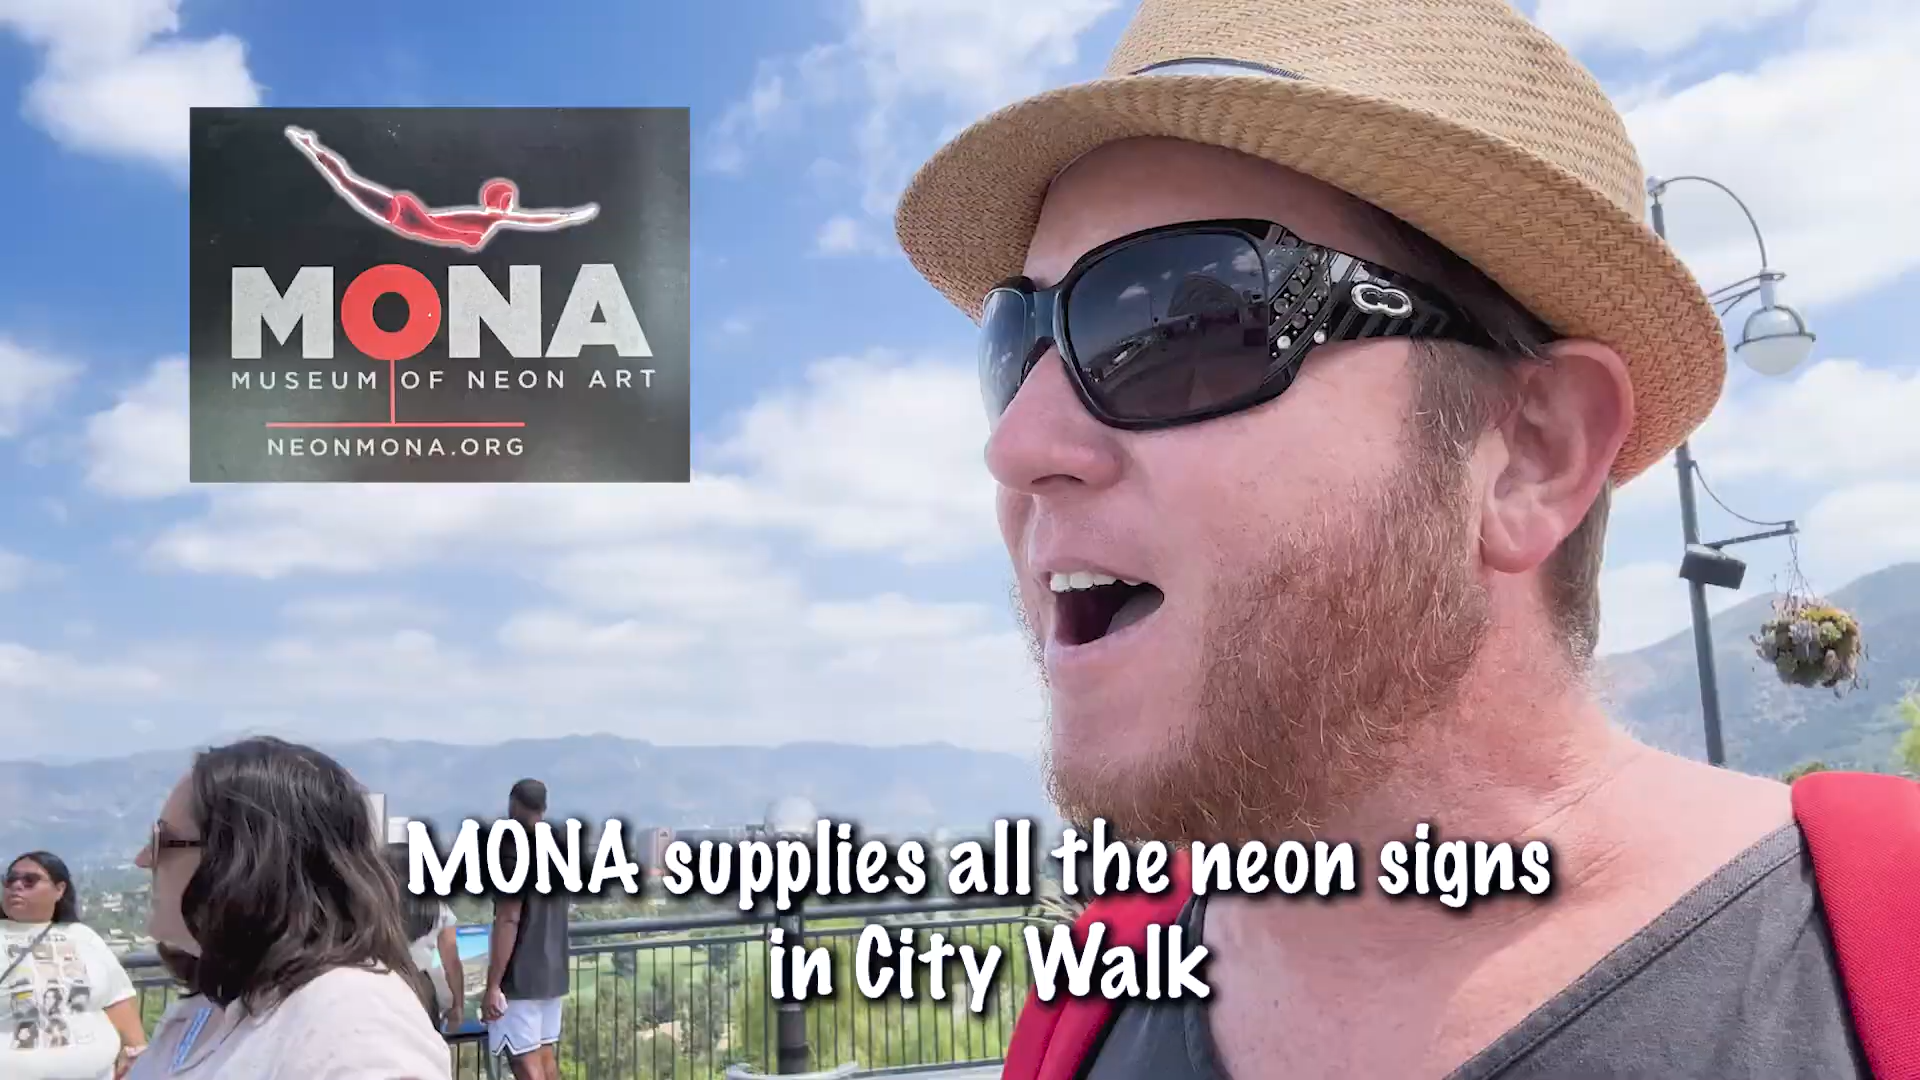 MONA
MUSEUM OF NEON ART
NEONMONA.ORG
MONA supplies all the neon signs
in City Walk